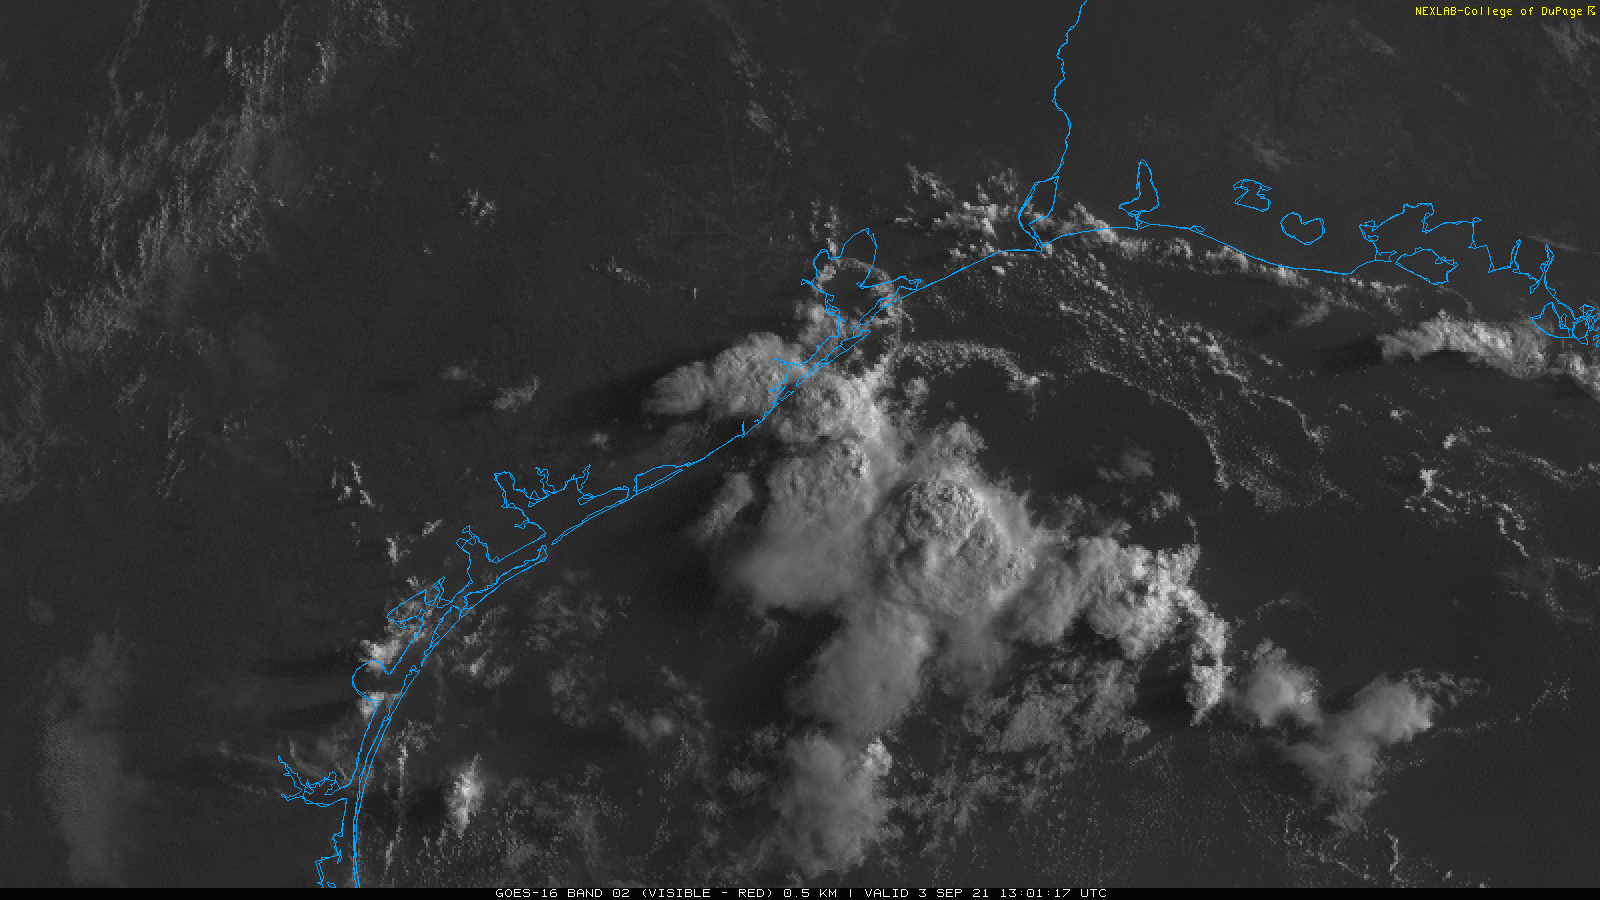 NEXLAB-College of DuPage
GOES-16 BAND 02 (VISIBLE - RED) 0.5 KM | VALID 3 SEP 21 13:01:17 UTC